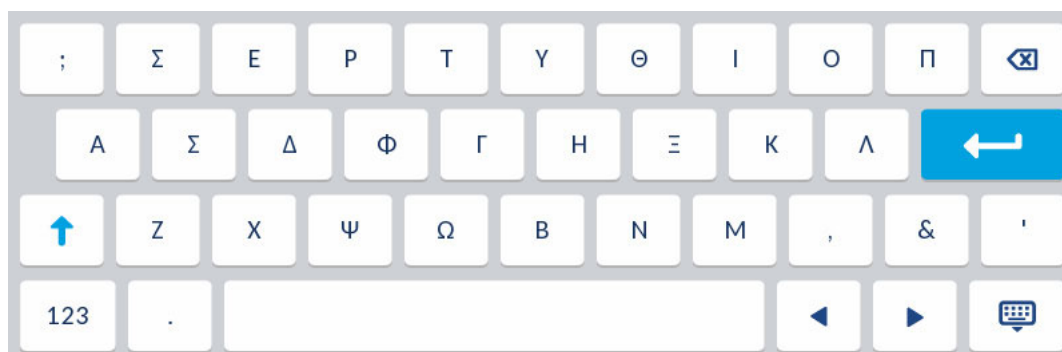 ; Σ Ε Ρ Τ Υ Θ Ι Ο Π
Α Σ Δ Φ Γ Η Ξ Κ Λ
Ζ Χ Ψ Ω Β Ν Μ , & '
123 .